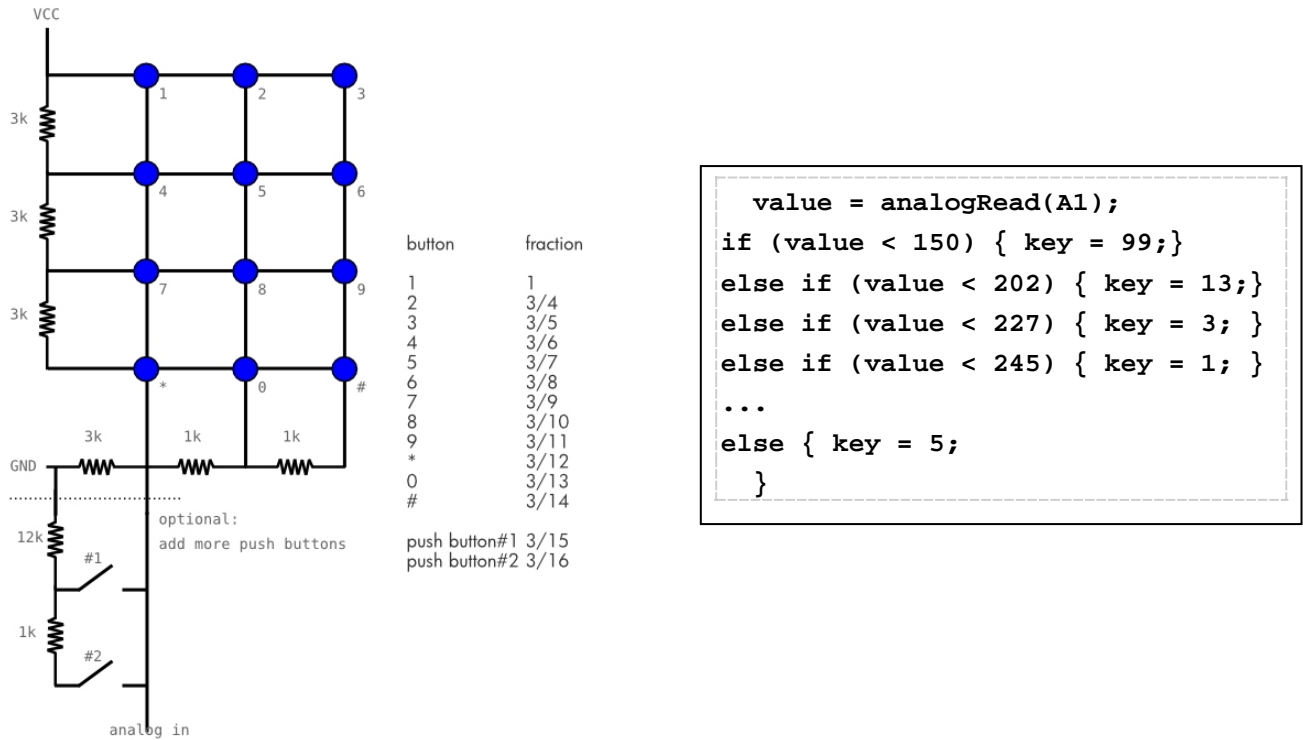 VCC
1
2
3
3k
4
5
6
3k
7
8
9
3k
*
0
#
3k
1k
1k
GND
optional:
add more push buttons
12k
#1
1k
#2
analog in
button fraction
1 1
2 3/4
3 3/5
4 3/6
5 3/7
6 3/8
7 3/9
8 3/10
9 3/11
* 3/12
0 3/13
# 3/14
push button#1 3/15
push button#2 3/16
value = analogRead(A1);
if (value < 150) { key = 99;}
else if (value < 202) { key = 13;}
else if (value < 227) { key = 3; }
else if (value < 245) { key = 1; }
...
else { key = 5;
}